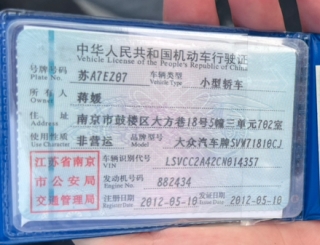 中华人民共和国机动车行驶证
Vehicle License of the People's Republic of China
号牌号码 Plate No. 苏A7EZ07 车辆类型 Vehicle Type 小型轿车
所有人 Owner 蒋媛
住址 Address 南京市鼓楼区大方巷18号5幢三单元702室
使用性质 Use Character 非营运 品牌型号 Model 大众汽车牌SVW71810CJ
江苏省南京市公安局交通管理局
车辆识别代号 VIN LSVCC2A42CN014357
发动机号码 Engine No. 882434
注册日期 Register Date 2012-05-10 发证日期 Issue Date 2012-05-10